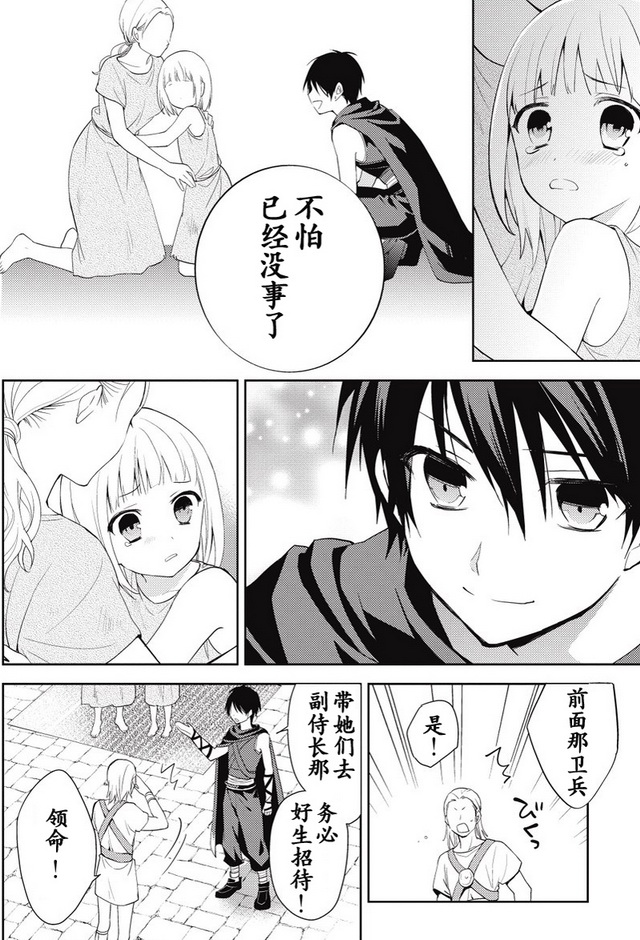 不怕
已经没事了
前面那卫兵
是！
びくっ
带她们去
副侍长那
务必
好生招待！
领命！